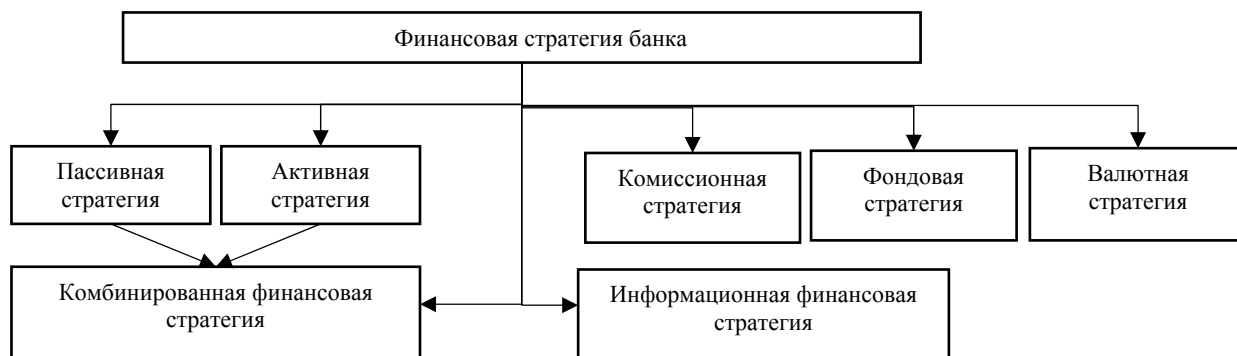 Финансовая стратегия банка
Пассивная
стратегия
Активная
стратегия
Комиссионная
стратегия
Фондовая
стратегия
Валютная
стратегия
Комбинированная финансовая
стратегия
Информационная финансовая
стратегия